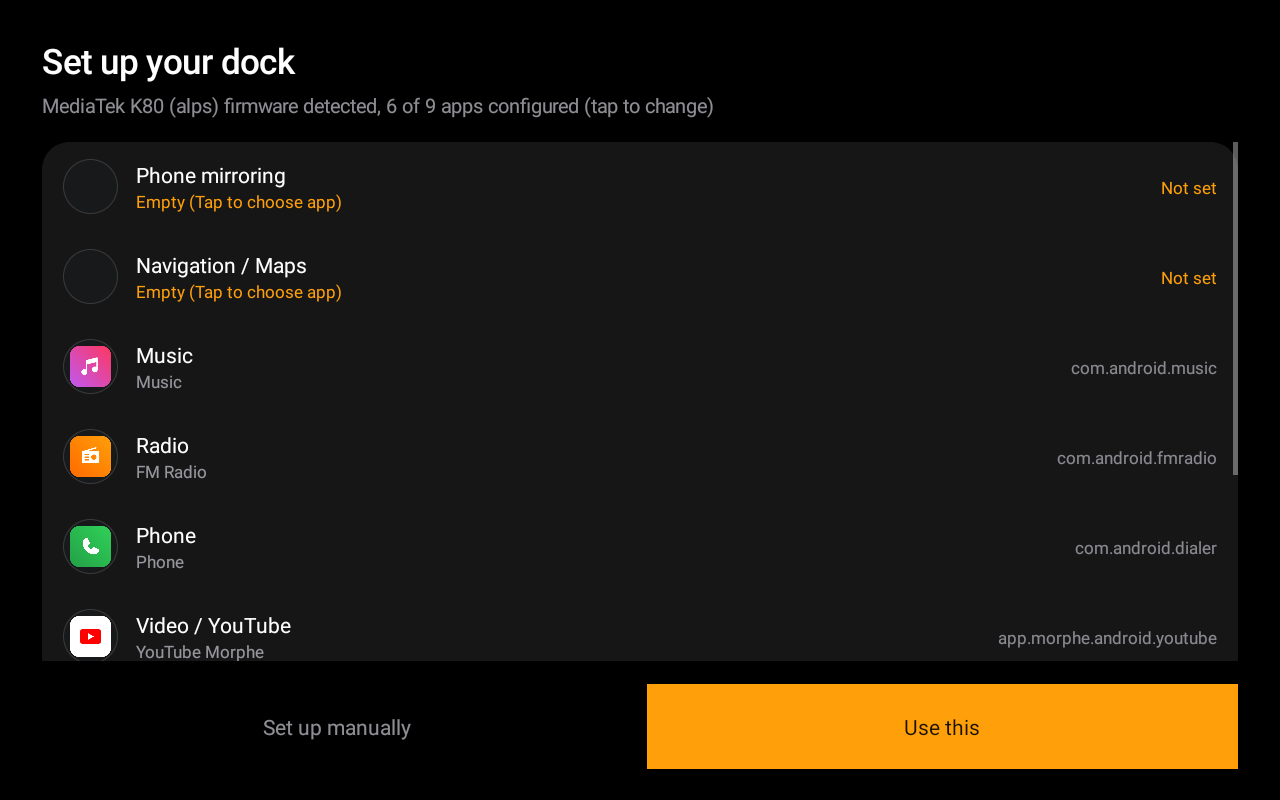 Set up your dock
MediaTek K80 (alps) firmware detected, 6 of 9 apps configured (tap to change)
Phone mirroring
Empty (Tap to choose app)
Not set
Navigation / Maps
Empty (Tap to choose app)
Not set
Music
Music
com.android.music
Radio
FM Radio
com.android.fmradio
Phone
Phone
com.android.dialer
Video / YouTube
YouTube Morphe
app.morphe.android.youtube
Set up manually
Use this